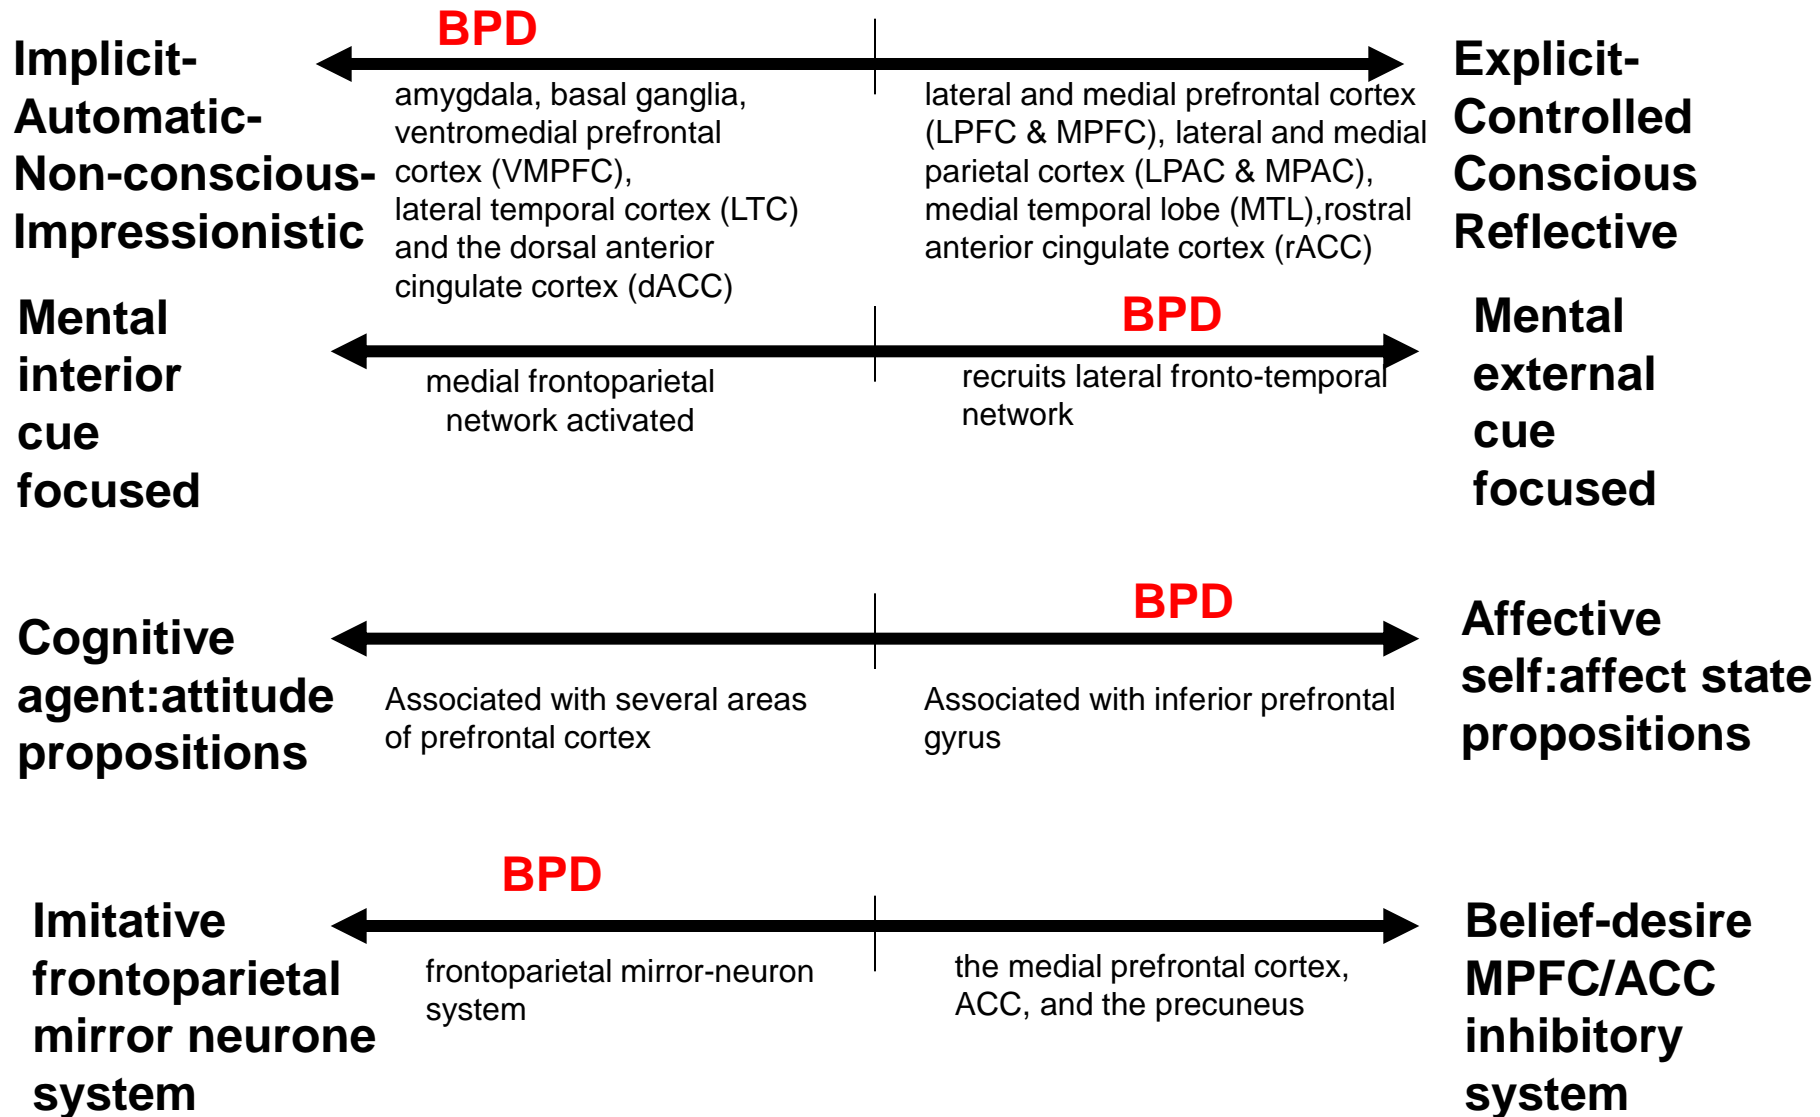 BPD
Implicit-
Automatic-
Non-conscious-
Impressionistic
amygdala, basal ganglia,
ventromedial prefrontal
cortex (VMPFC),
lateral temporal cortex (LTC)
and the dorsal anterior
cingulate cortex (dACC)
lateral and medial prefrontal cortex
(LPFC & MPFC), lateral and medial
parietal cortex (LPAC & MPAC),
medial temporal lobe (MTL),rostral
anterior cingulate cortex (rACC)
Explicit-
Controlled
Conscious
Reflective
BPD
Mental
interior
cue
focused
medial frontoparietal
network activated
recruits lateral fronto-temporal
network
Mental
external
cue
focused
BPD
Cognitive
agent:attitude
propositions
Associated with several areas
of prefrontal cortex
Associated with inferior prefrontal
gyrus
Affective
self:affect state
propositions
BPD
Imitative
frontoparietal
mirror neurone
system
frontoparietal mirror-neuron
system
the medial prefrontal cortex,
ACC, and the precuneus
Belief-desire
MPFC/ACC
inhibitory
system